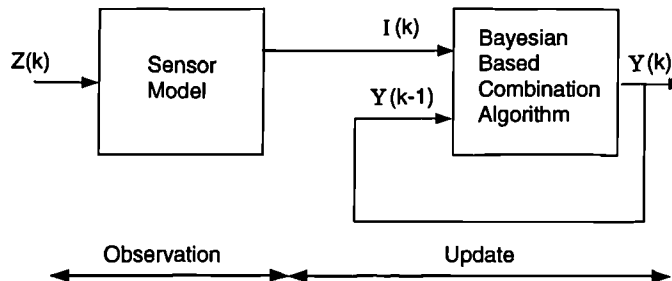 Z(k)
Sensor
Model
I(k)
Y(k-1)
Bayesian
Based
Combination
Algorithm
Y(k)
Observation
Update